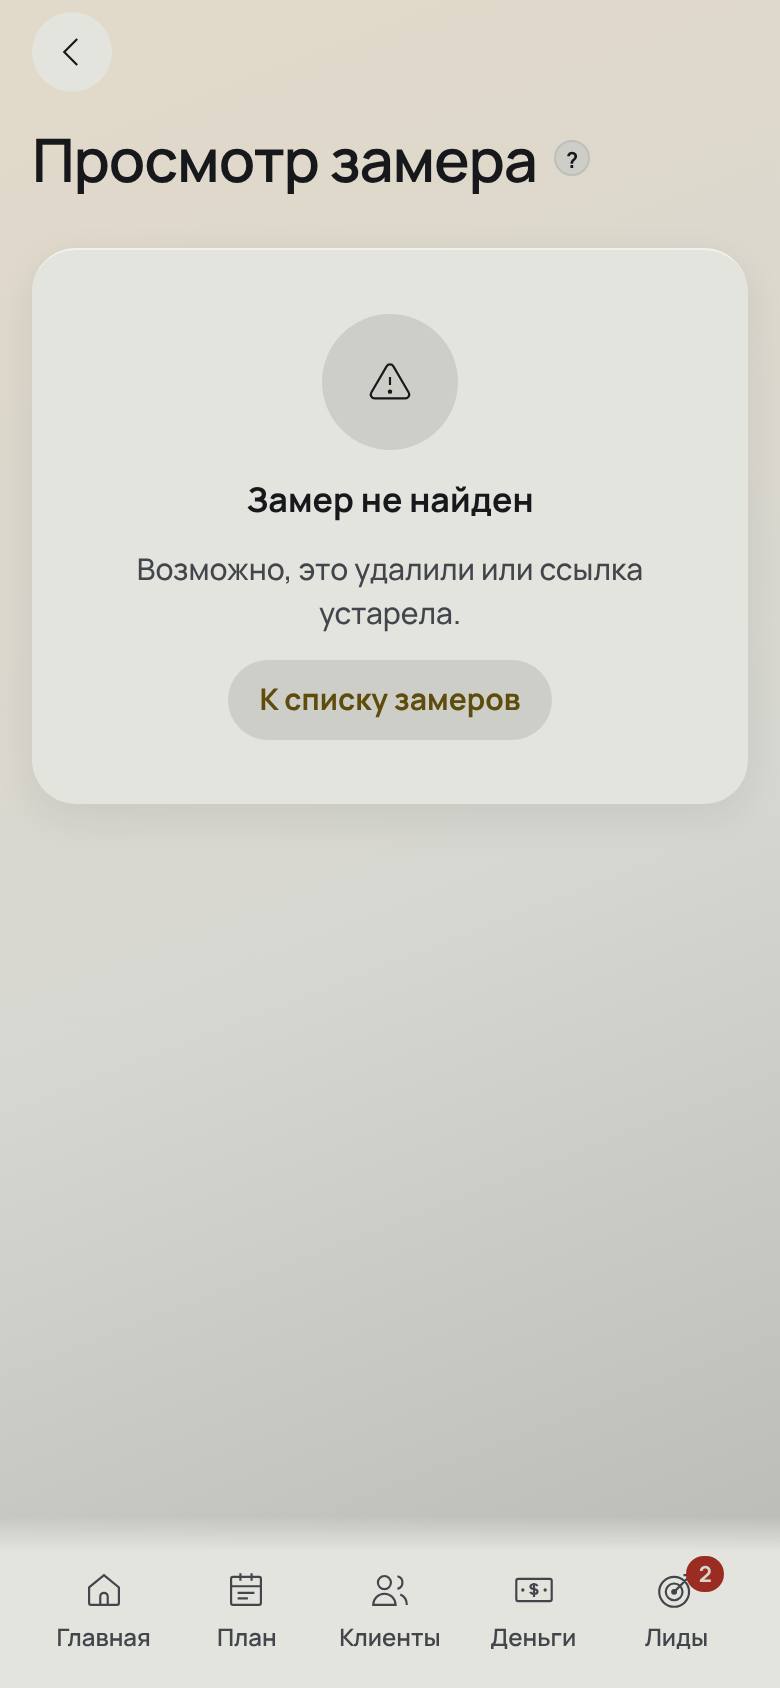 Просмотр замера ?
Замер не найден
Возможно, это удалили или ссылка
устарела.
К списку замеров
2
Главная План Клиенты Деньги Лиды